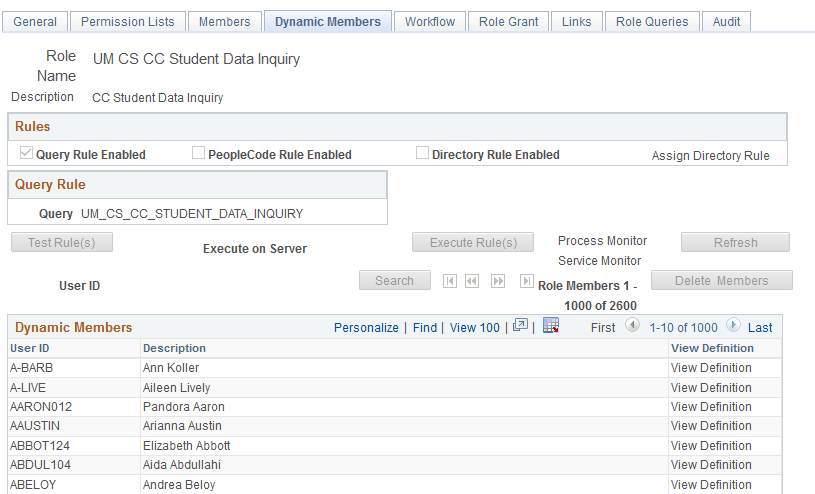 General Permission Lists Members Dynamic Members Workflow Role Grant Links Role Queries Audit
Role Name UM CS CC Student Data Inquiry
Description CC Student Data Inquiry
Rules
Query Rule Enabled PeopleCode Rule Enabled Directory Rule Enabled Assign Directory Rule
Query Rule
Query UM_CS_CC_STUDENT_DATA_INQUIRY
Test Rule(s) Execute on Server Execute Rule(s) Process Monitor Refresh
Service Monitor
User ID Search Role Members 1 - Delete Members
1000 of 2600
Dynamic Members Personalize | Find | View 100 | | First 1-10 of 1000 Last
User ID Description View Definition
A-BARB Ann Koller View Definition
A-LIVE Aileen Lively View Definition
AARON012 Pandora Aaron View Definition
AAUSTIN Arianna Austin View Definition
ABBOT124 Elizabeth Abbott View Definition
ABDUL104 Aida Abdullahi View Definition
ABELOY Andrea Beloy View Definition